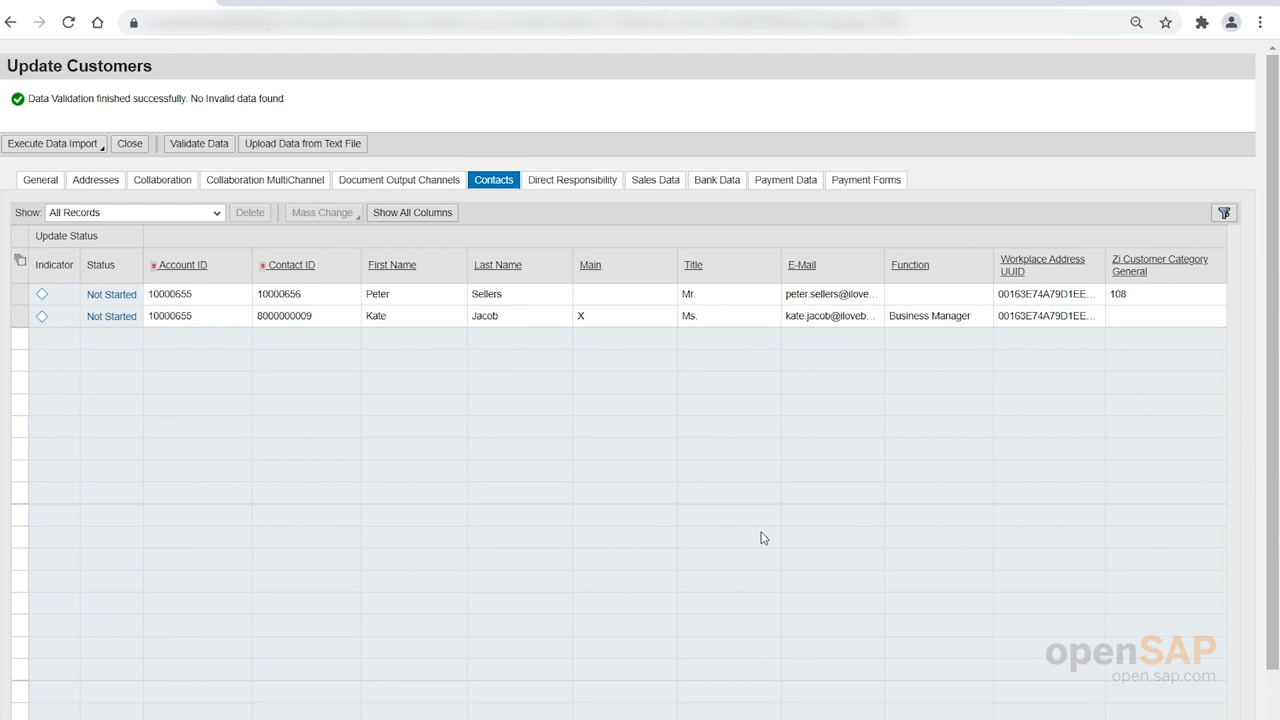 Update Customers
Data Validation finished successfully. No Invalid data found
Execute Data Import Close Validate Data Upload Data from Text File
General Addresses Collaboration Collaboration MultiChannel Document Output Channels Contacts Direct Responsibility Sales Data Bank Data Payment Data Payment Forms
Show: All Records Delete Mass Change Show All Columns
Update Status
Indicator Status Account ID Contact ID First Name Last Name Main Title E-Mail Function Workplace Address UUID Zi Customer Category General
Not Started 10000655 10000656 Peter Sellers Mr. peter.sellers@ilove... 00163E74A79D1EE... 108
Not Started 10000655 8000000009 Kate Jacob X Ms. kate.jacob@iloveb... Business Manager 00163E74A79D1EE...
openSAP
open.sap.com